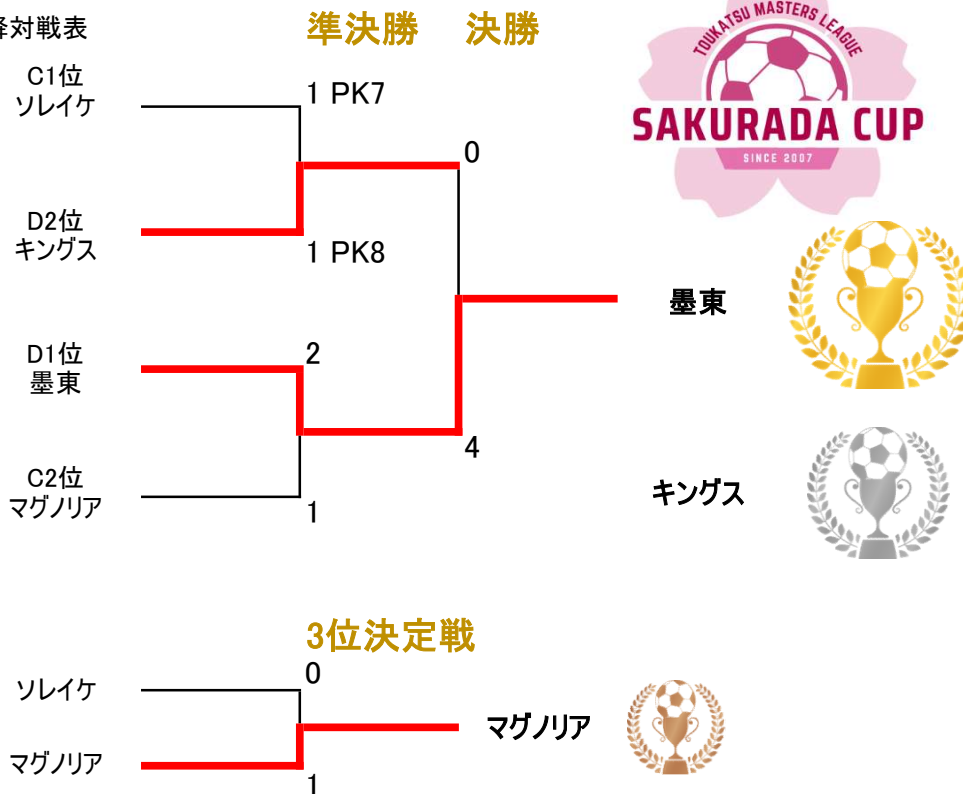 降対戦表
準決勝 決勝
TOUKATSU MASTERS LEAGUE
SAKURADA CUP
SINCE 2007
C1位
ソレイケ
1 PK7
0
D2位
キングス
1 PK8
墨東
D1位
墨東
2
4
C2位
マグノリア
1
キングス
3位決定戦
ソレイケ
0
マグノリア
マグノリア
1